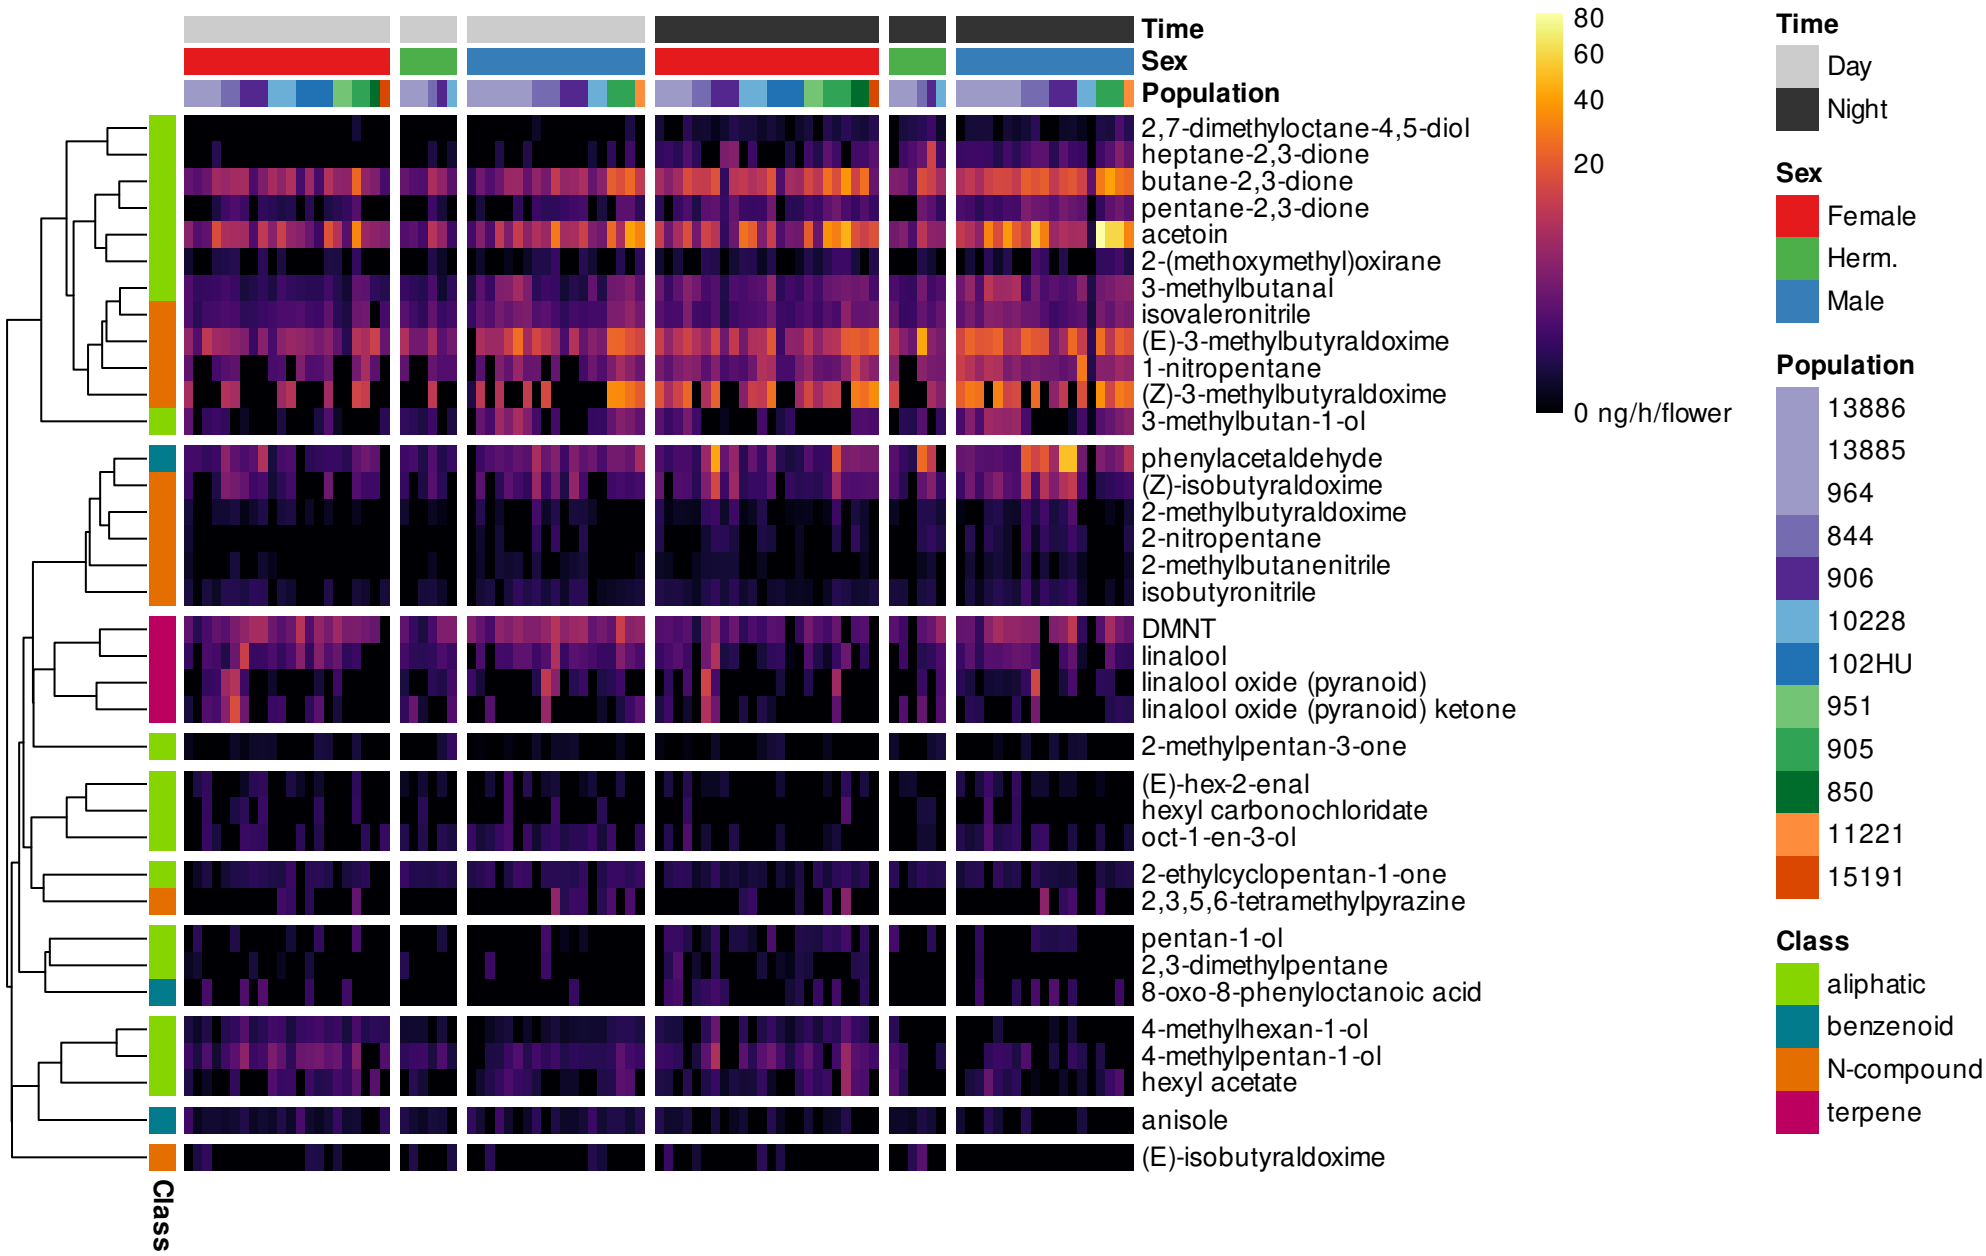 Time
Sex
Population
2,7-dimethyloctane-4,5-diol
heptane-2,3-dione
butane-2,3-dione
pentane-2,3-dione
acetoin
2-(methoxymethyl)oxirane
3-methylbutanal
isovaleronitrile
(E)-3-methylbutyraldoxime
1-nitropentane
(Z)-3-methylbutyraldoxime
3-methylbutan-1-ol
phenylacetaldehyde
(Z)-isobutyraldoxime
2-methylbutyraldoxime
2-nitropentane
2-methylbutanenitrile
isobutyronitrile
DMNT
linalool
linalool oxide (pyranoid)
linalool oxide (pyranoid) ketone
2-methylpentan-3-one
(E)-hex-2-enal
hexyl carbonochloridate
oct-1-en-3-ol
2-ethylcyclopentan-1-one
2,3,5,6-tetramethylpyrazine
pentan-1-ol
2,3-dimethylpentane
8-oxo-8-phenyloctanoic acid
4-methylhexan-1-ol
4-methylpentan-1-ol
hexyl acetate
anisole
(E)-isobutyraldoxime
Class
80
60
40
20
0 ng/h/flower
Time
Day
Night
Sex
Female
Herm.
Male
Population
13886
13885
964
844
906
10228
102HU
951
905
850
11221
15191
Class
aliphatic
benzenoid
N-compound
terpene